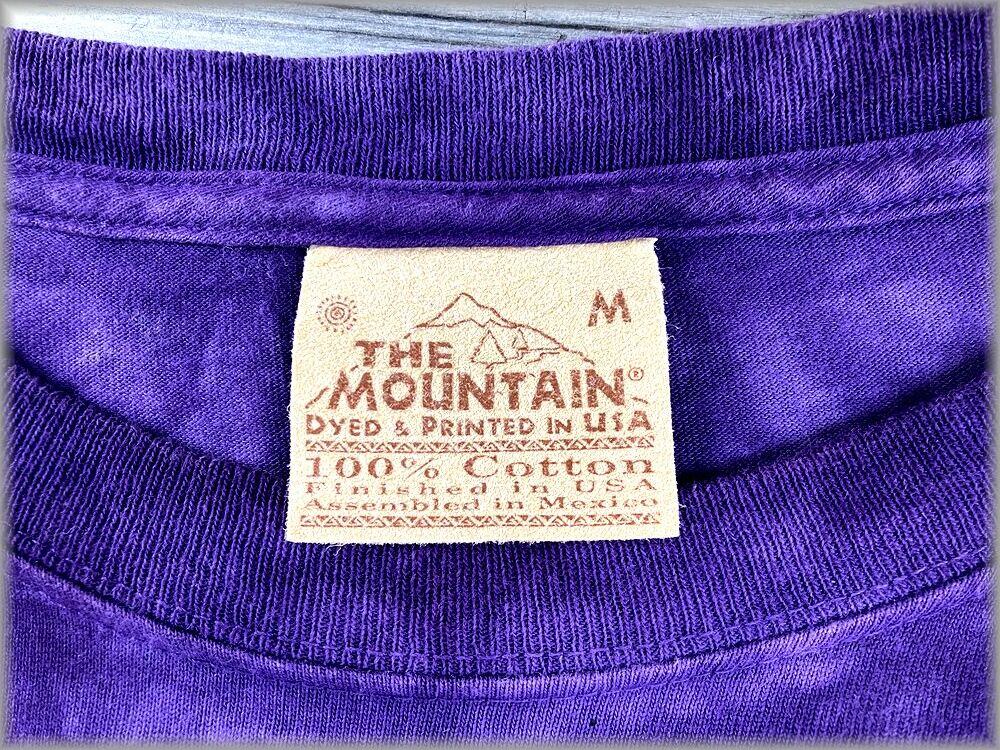 M
THE
MOUNTAIN®
DYED & PRINTED IN USA
100% Cotton
Finished in USA
Assembled in Mexico